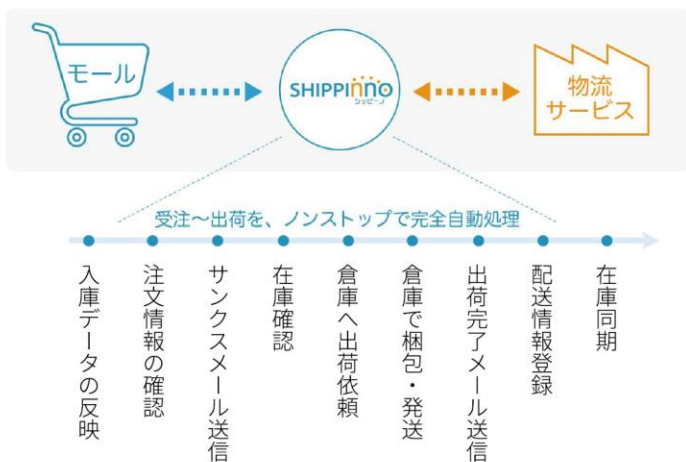 モール
SHIPPINNO
シッピーノ
物流
サービス
受注～出荷を、ノンストップで完全自動処理
入庫データの反映
注文情報の確認
サンクスメール送信
在庫確認
倉庫へ出荷依頼
倉庫で梱包・発送
出荷完了メール送信
配送情報登録
在庫同期